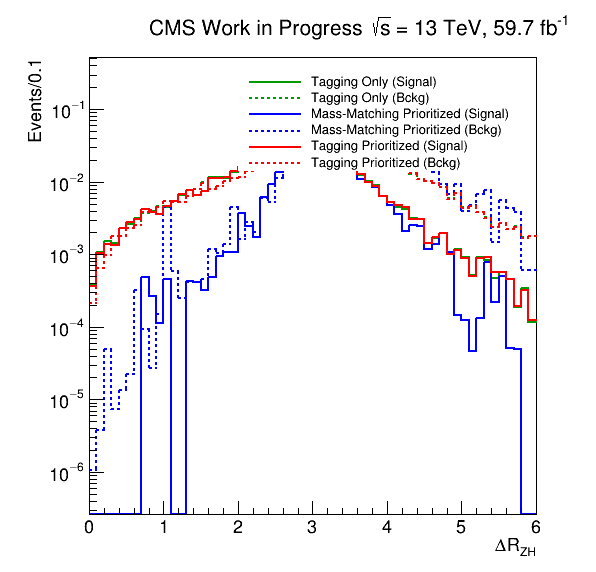 CMS Work in Progress √s = 13 TeV, 59.7 fb⁻¹
Events/0.1
Tagging Only (Signal)
Tagging Only (Bckg)
Mass-Matching Prioritized (Signal)
Mass-Matching Prioritized (Bckg)
Tagging Prioritized (Signal)
Tagging Prioritized (Bckg)
10⁻¹
10⁻²
10⁻³
10⁻⁴
10⁻⁵
10⁻⁶
0 1 2 3 4 5 6
ΔR_ZH